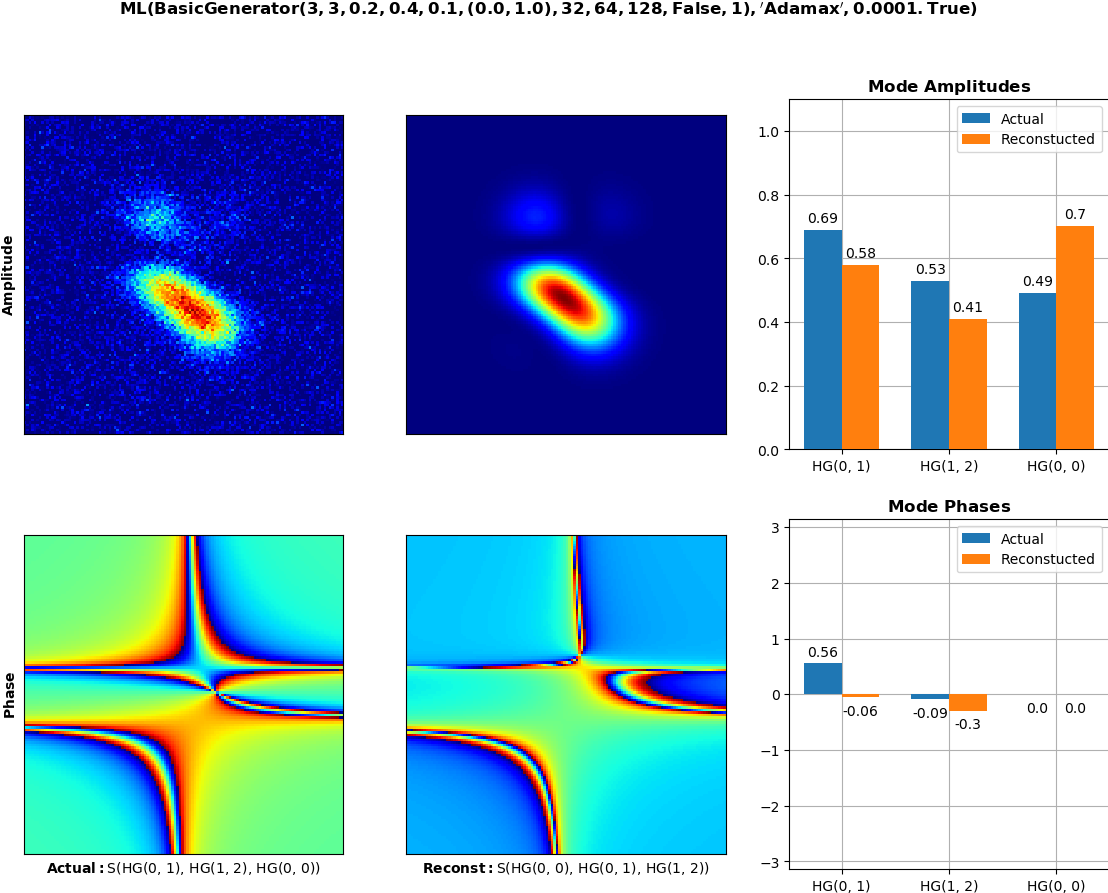 ML(BasicGenerator(3, 3, 0.2, 0.4, 0.1, (0.0, 1.0), 32, 64, 128, False, 1), 'Adamax', 0.0001. True)
Amplitude
Mode Amplitudes
Actual
Reconstucted
1.0
0.8
0.6
0.4
0.2
0.0
0.69
0.58
0.53
0.41
0.49
0.7
HG(0, 1)
HG(1, 2)
HG(0, 0)
Phase
Actual: S(HG(0, 1), HG(1, 2), HG(0, 0))
Reconst: S(HG(0, 0), HG(0, 1), HG(1, 2))
Mode Phases
Actual
Reconstucted
3
2
1
0
−1
−2
−3
0.56
-0.06
-0.09
-0.3
0.0
0.0
HG(0, 1)
HG(1, 2)
HG(0, 0)